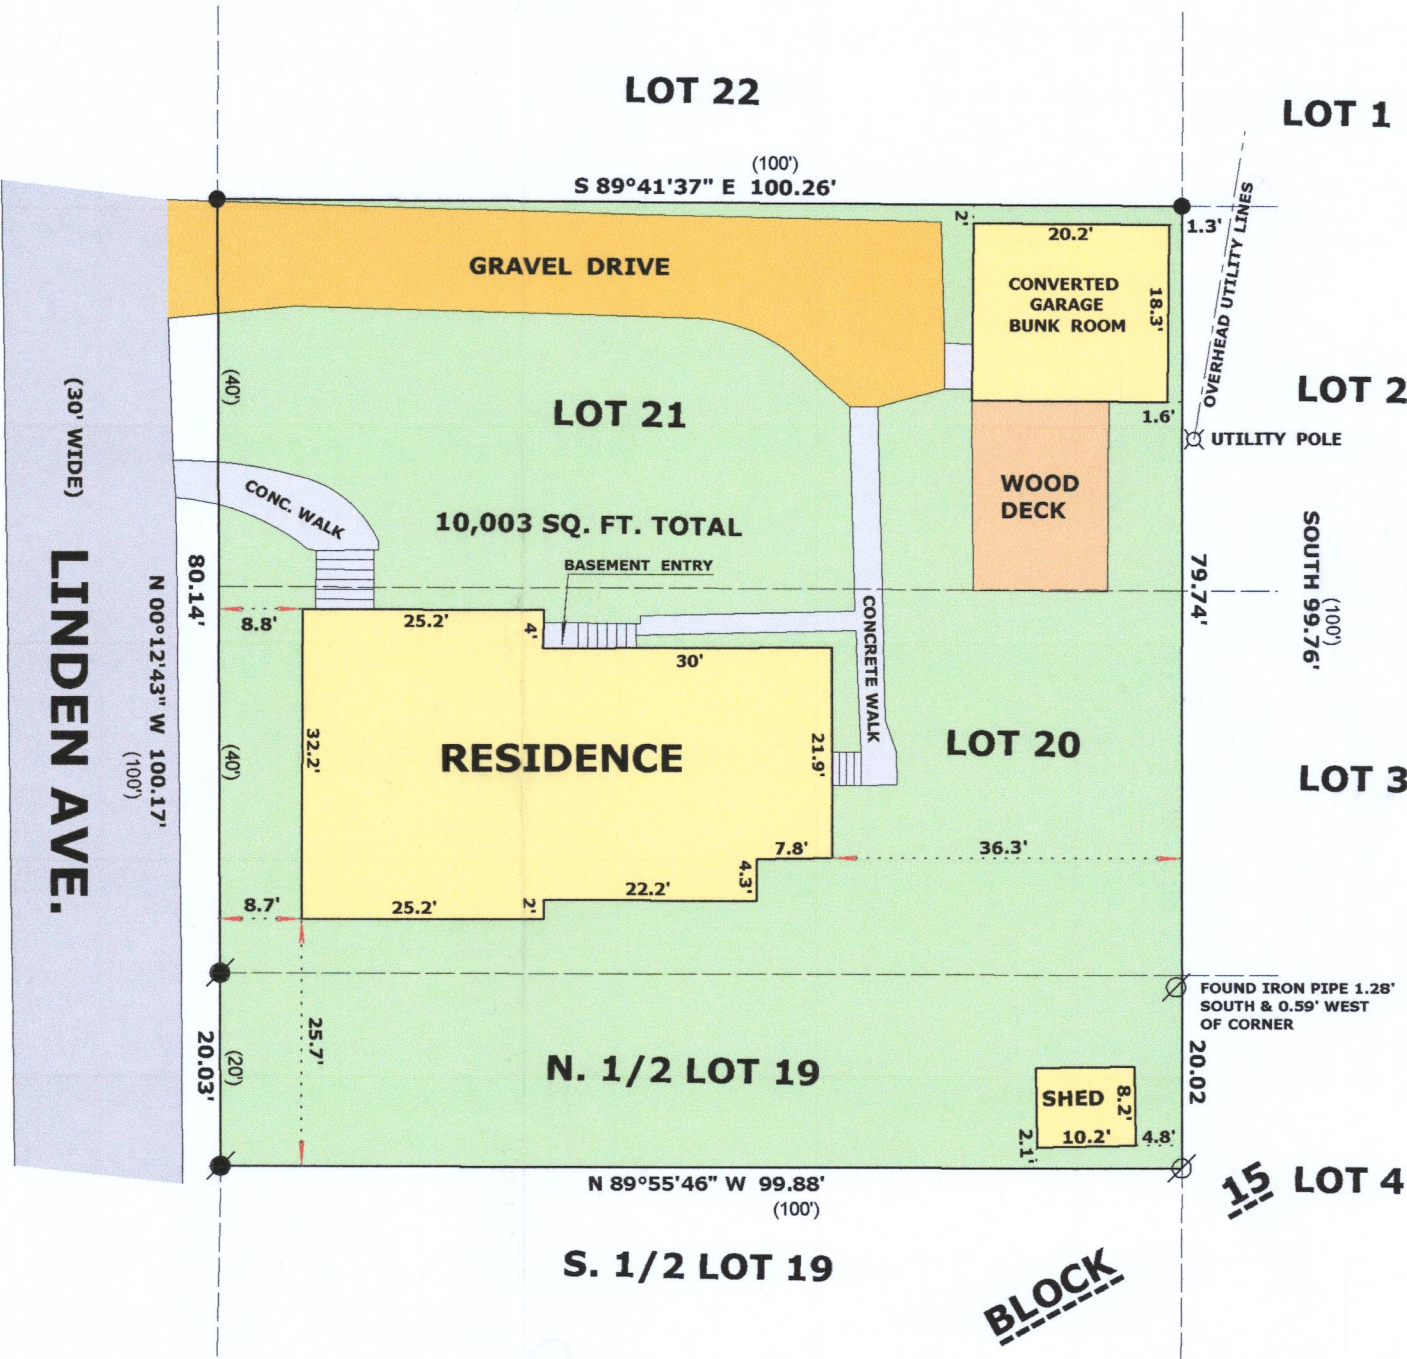 LOT 22
LOT 1
(100')
S 89°41'37" E 100.26'
2'
1.3'
20.2'
GRAVEL DRIVE
CONVERTED
GARAGE
BUNK ROOM
18.3'
OVERHEAD UTILITY LINES
(30' WIDE)
(40')
LOT 21
LOT 2
1.6'
UTILITY POLE
CONC. WALK
WOOD
DECK
10,003 SQ. FT. TOTAL
BASEMENT ENTRY
LINDEN AVE.
N 00°12'43" W 100.17'
(100')
80.14'
79.74'
SOUTH 99.76'
(100')
8.8'
25.2'
4'
30'
CONCRETE WALK
32.2'
RESIDENCE
21.9'
LOT 20
(40')
LOT 3
7.8'
36.3'
4.3'
22.2'
8.7'
25.2'
2'
FOUND IRON PIPE 1.28'
SOUTH & 0.59' WEST
OF CORNER
20.03'
(20')
25.7'
N. 1/2 LOT 19
20.02
SHED
8.2'
10.2'
2.1'
4.8'
N 89°55'46" W 99.88'
(100')
15
LOT 4
S. 1/2 LOT 19
BLOCK